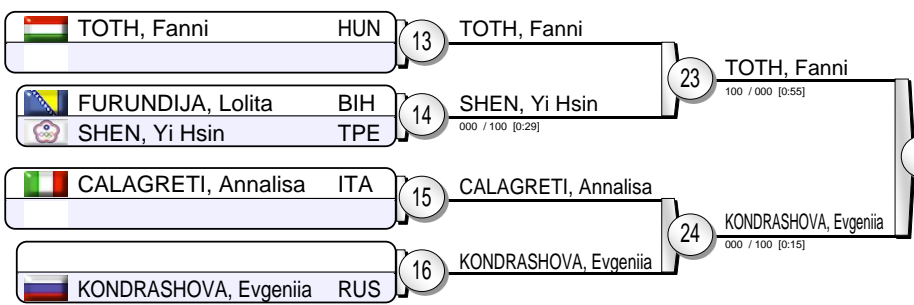 TOTH, Fanni HUN
13
TOTH, Fanni
23
TOTH, Fanni
100 / 000 [0:55]
FURUNDIJA, Lolita BIH
SHEN, Yi Hsin TPE
14
SHEN, Yi Hsin
000 / 100 [0:29]
CALAGRETI, Annalisa ITA
15
CALAGRETI, Annalisa
24
KONDRASHOVA, Evgeniia
000 / 100 [0:15]
KONDRASHOVA, Evgeniia RUS
16
KONDRASHOVA, Evgeniia